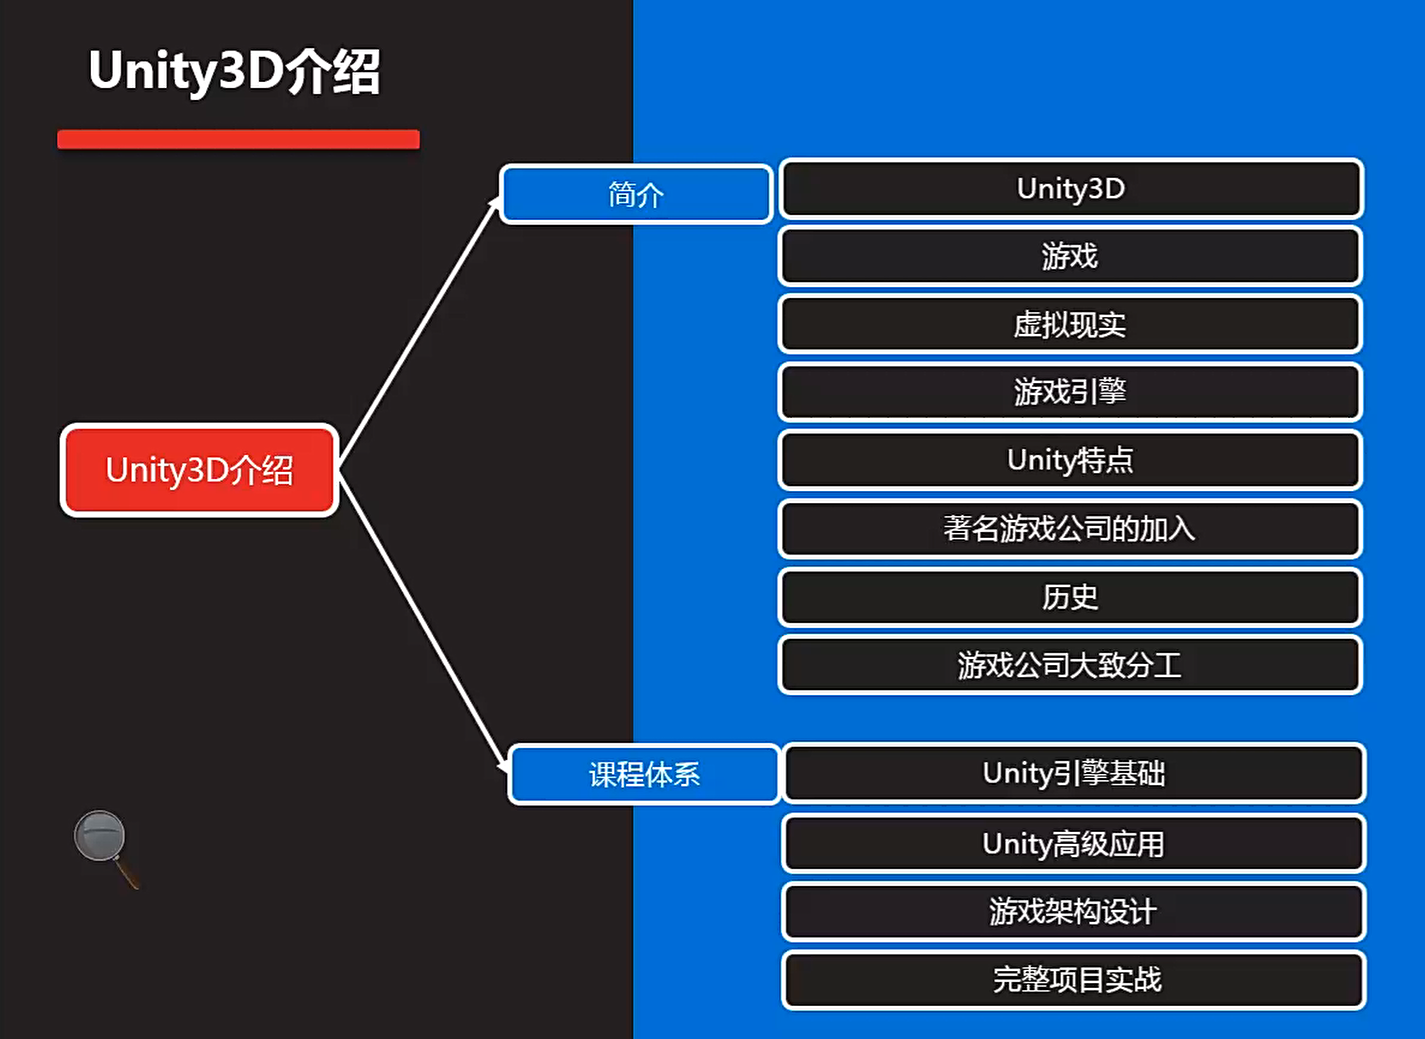 Unity3D介绍
Unity3D介绍
简介
Unity3D
游戏
虚拟现实
游戏引擎
Unity特点
著名游戏公司的加入
历史
游戏公司大致分工
课程体系
Unity引擎基础
Unity高级应用
游戏架构设计
完整项目实战